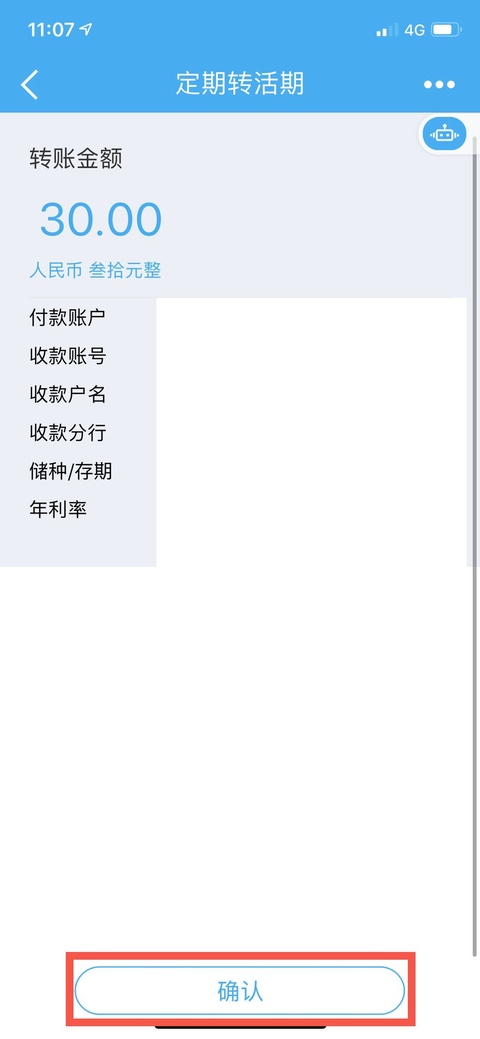 11:07
4G
定期转活期
转账金额
30.00
人民币 叁拾元整
付款账户
收款账号
收款户名
收款分行
储种/存期
年利率
确认